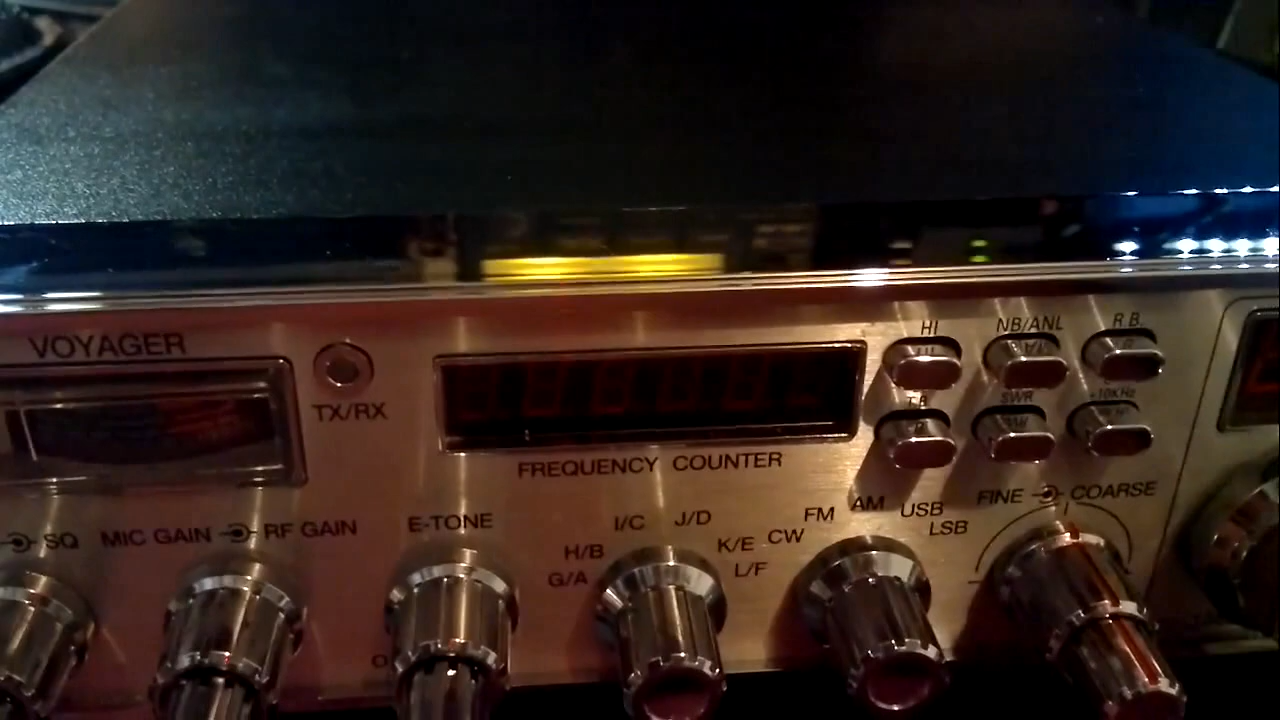 VOYAGER
TX/RX
FREQUENCY COUNTER
HI NB/ANL R.B.
T.B. SWR +10KHz
SQ MIC GAIN RF GAIN E-TONE
G/A H/B I/C J/D K/E L/F
CW FM AM USB LSB
FINE COARSE
O